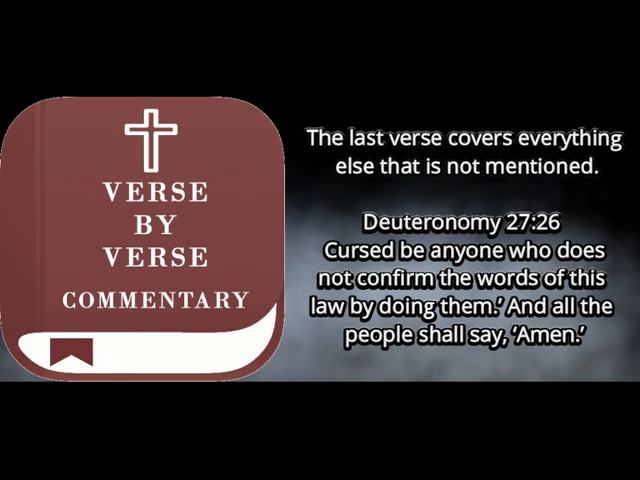 VERSE
BY
VERSE
COMMENTARY
The last verse covers everything
else that is not mentioned.
Deuteronomy 27:26
Cursed be anyone who does
not confirm the words of this
law by doing them.’ And all the
people shall say, ‘Amen.’